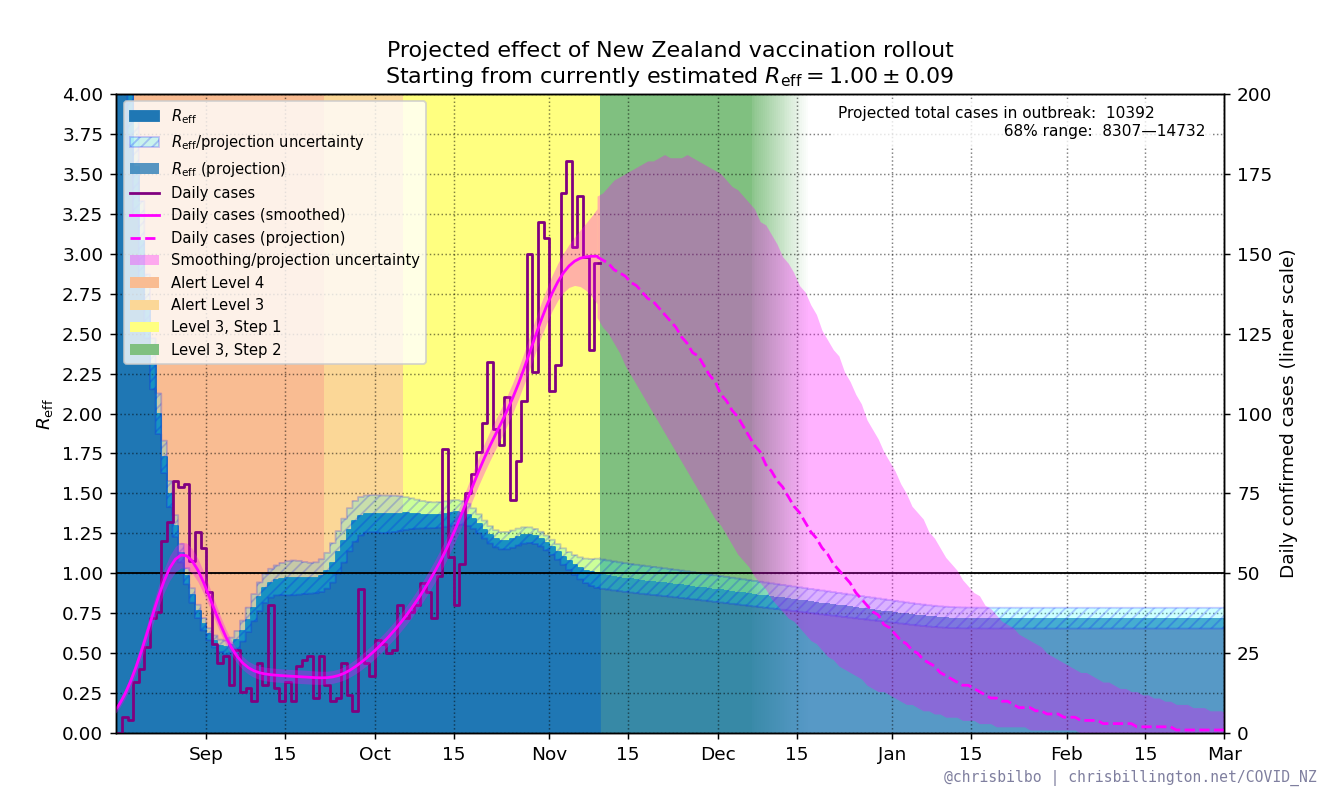 Projected effect of New Zealand vaccination rollout
Starting from currently estimated Reff = 1.00 ± 0.09
Projected total cases in outbreak: 10392
68% range: 8307—14732
Reff
Reff/projection uncertainty
Reff (projection)
Daily cases
Daily cases (smoothed)
Daily cases (projection)
Smoothing/projection uncertainty
Alert Level 4
Alert Level 3
Level 3, Step 1
Level 3, Step 2
Reff
4.00
3.75
3.50
3.25
3.00
2.75
2.50
2.25
2.00
1.75
1.50
1.25
1.00
0.75
0.50
0.25
0.00
200
175
150
125
100
75
50
25
0
Daily confirmed cases (linear scale)
Sep 15 Oct 15 Nov 15 Dec 15 Jan 15 Feb 15 Mar
@chrisbilbo | chrisbillington.net/COVID_NZ